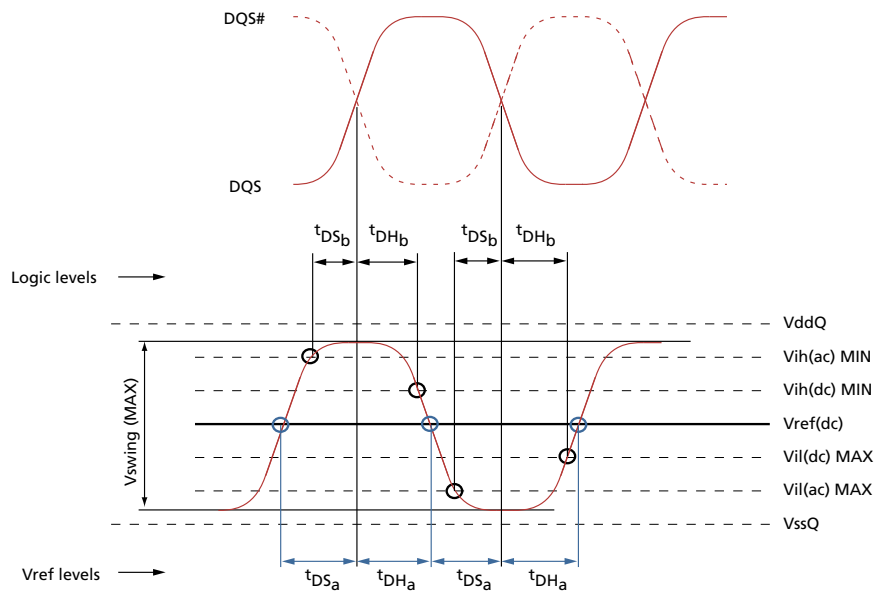 DQS#
DQS
tDSb
tDHb
tDSb
tDHb
Logic levels
VddQ
Vih(ac) MIN
Vih(dc) MIN
Vref(dc)
Vil(dc) MAX
Vil(ac) MAX
VssQ
Vswing (MAX)
Vref levels
tDSa
tDHa
tDSa
tDHa